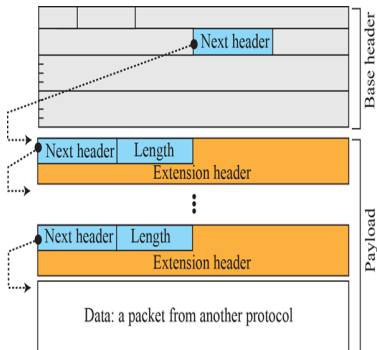 Next header
Base header
Next header Length
Extension header
Next header Length
Extension header
Payload
Data: a packet from another protocol